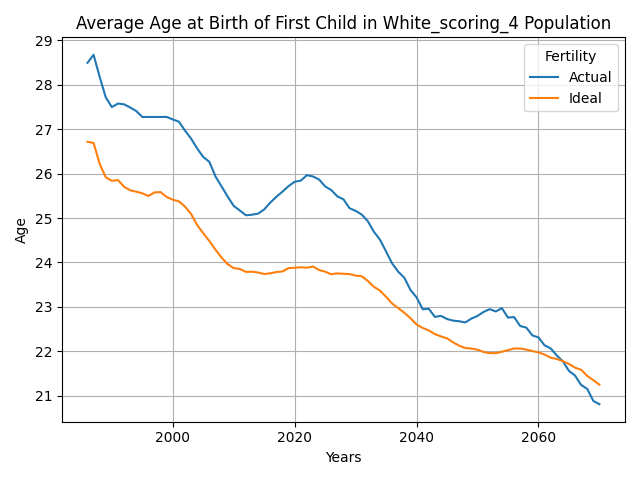 Average Age at Birth of First Child in White_scoring_4 Population
29
28
27
26
25
24
23
22
21
Age
Fertility
Actual
Ideal
2000 2020 2040 2060
Years